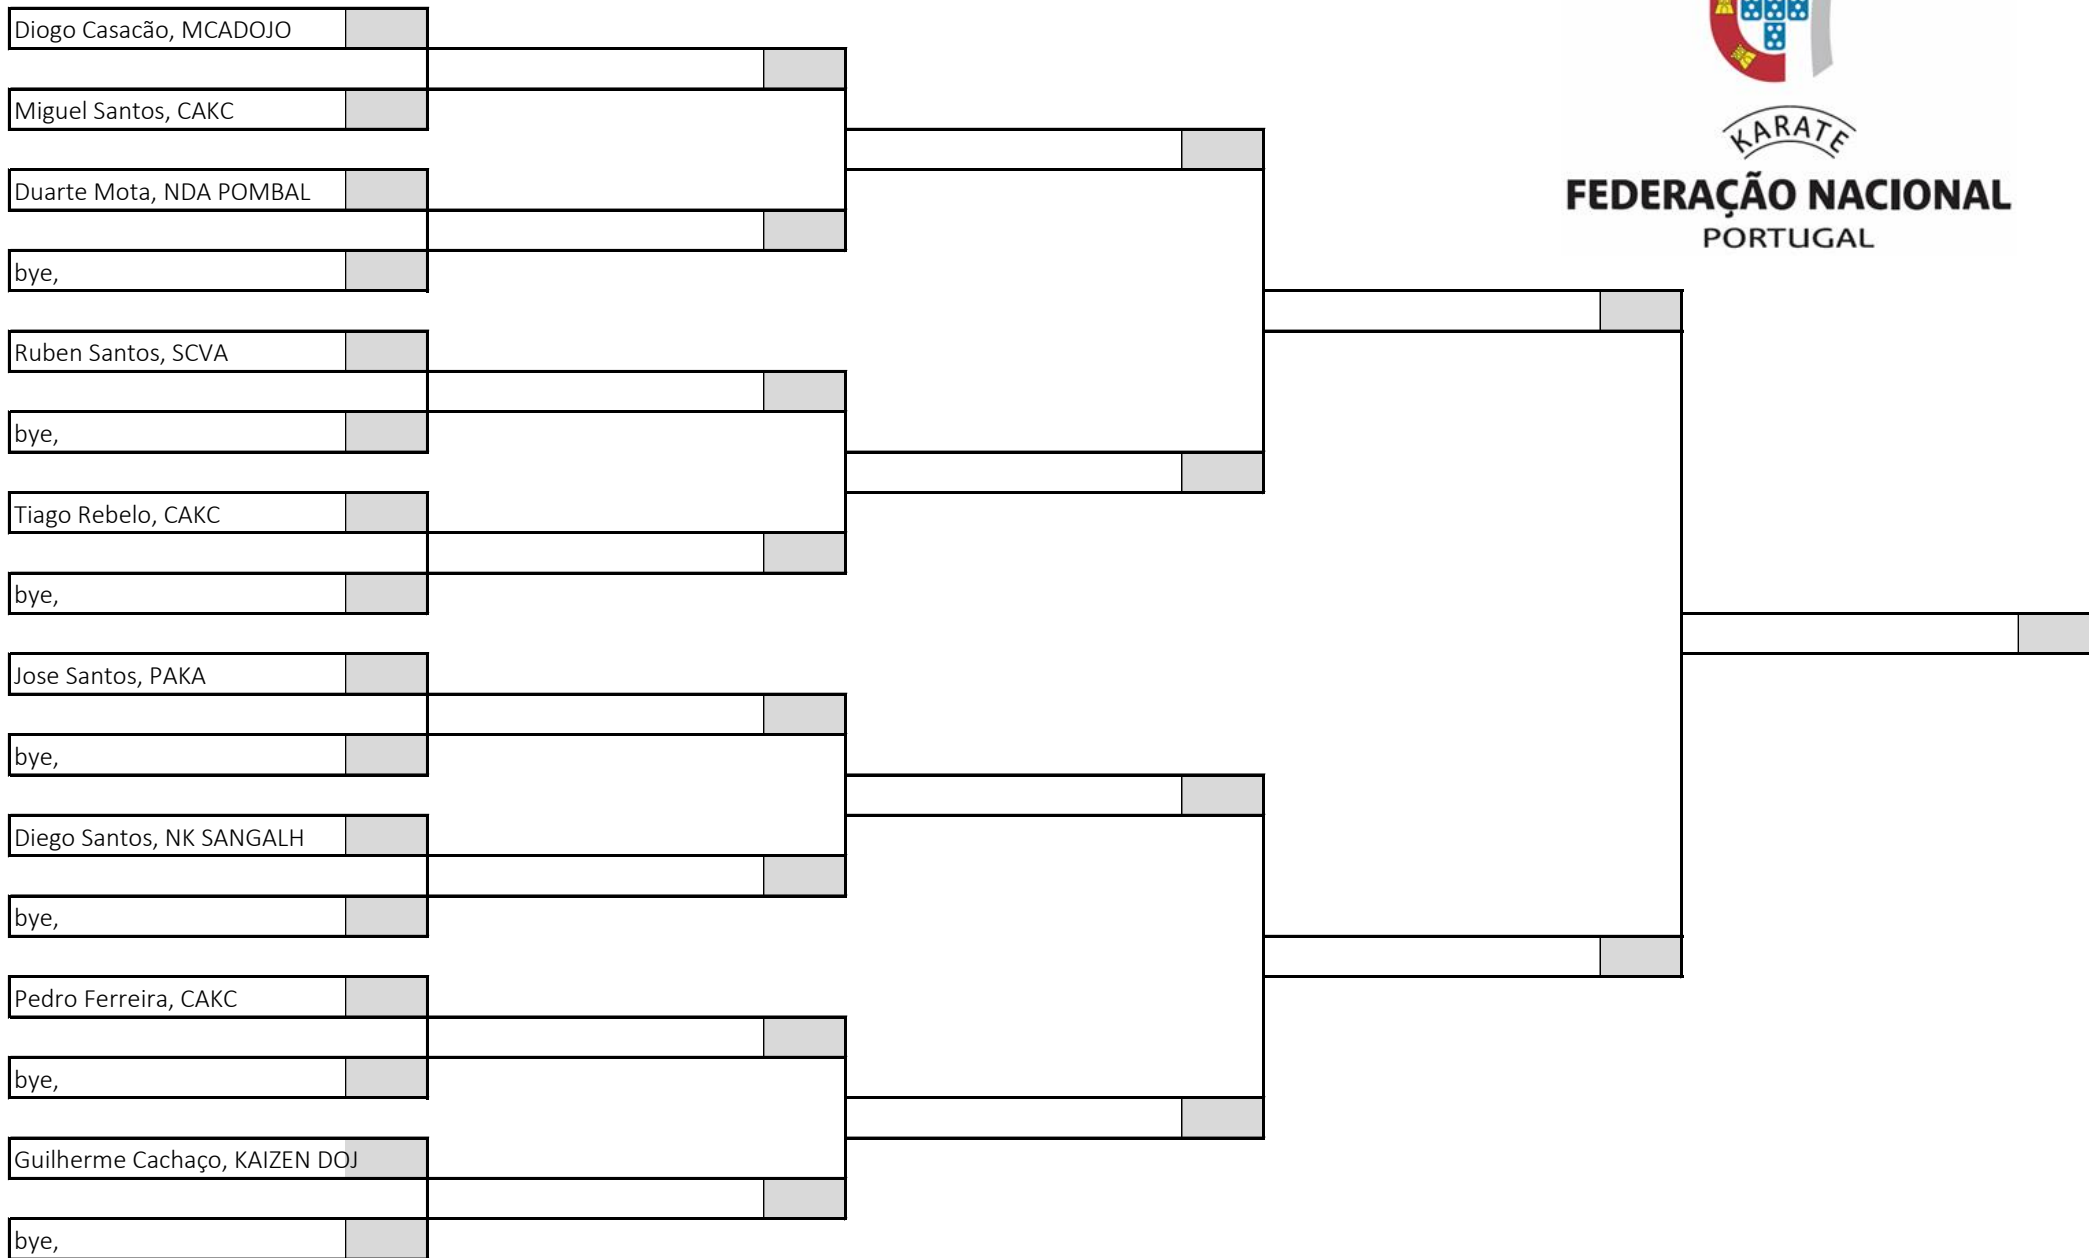 Diogo Casacão, MCADOJO
Miguel Santos, CAKC
Duarte Mota, NDA POMBAL
bye,
Ruben Santos, SCVA
bye,
Tiago Rebelo, CAKC
bye,
Jose Santos, PAKA
bye,
Diego Santos, NK SANGALH
bye,
Pedro Ferreira, CAKC
bye,
Guilherme Cachaço, KAIZEN DOJ
bye,
KARATE
FEDERAÇÃO NACIONAL
PORTUGAL